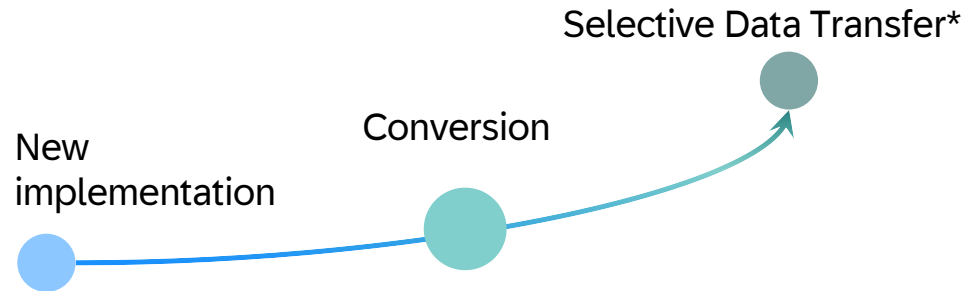 Selective Data Transfer*
Conversion
New
implementation